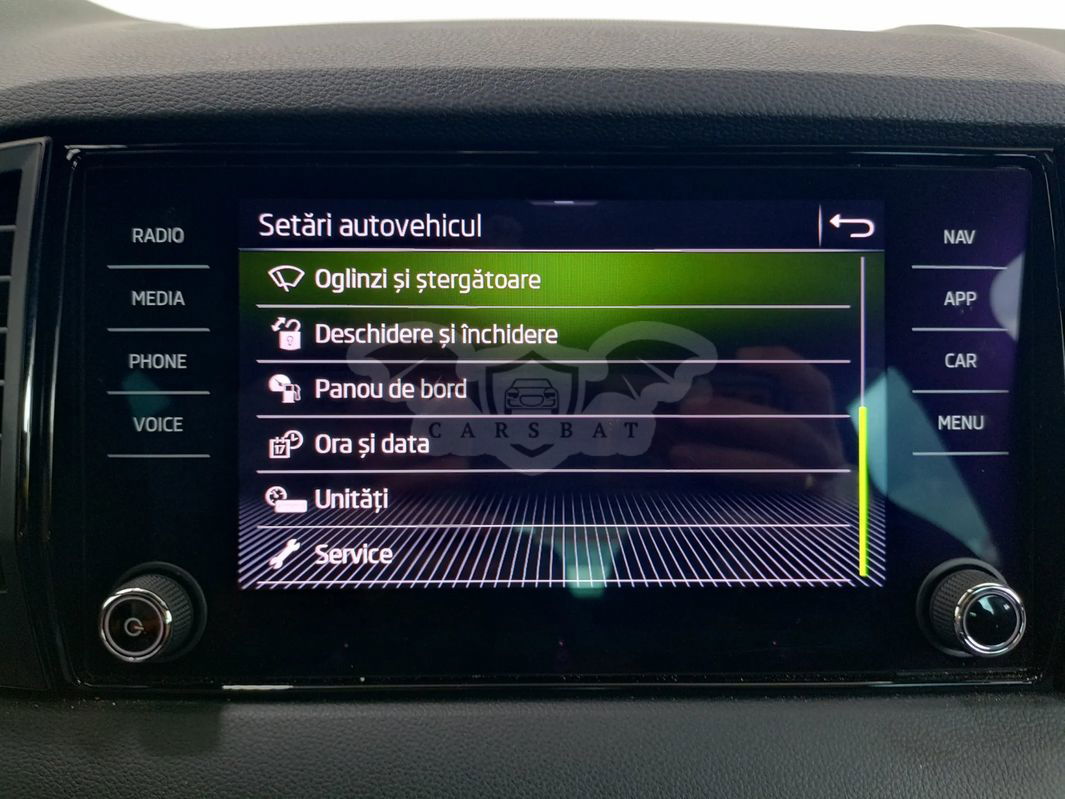 Setări autovehicul
RADIO
MEDIA
PHONE
VOICE
Oglinzi și ștergătoare
Deschidere și închidere
Panou de bord
Ora și data
17
Unități
Service
NAV
APP
CAR
MENU
CARSBAT